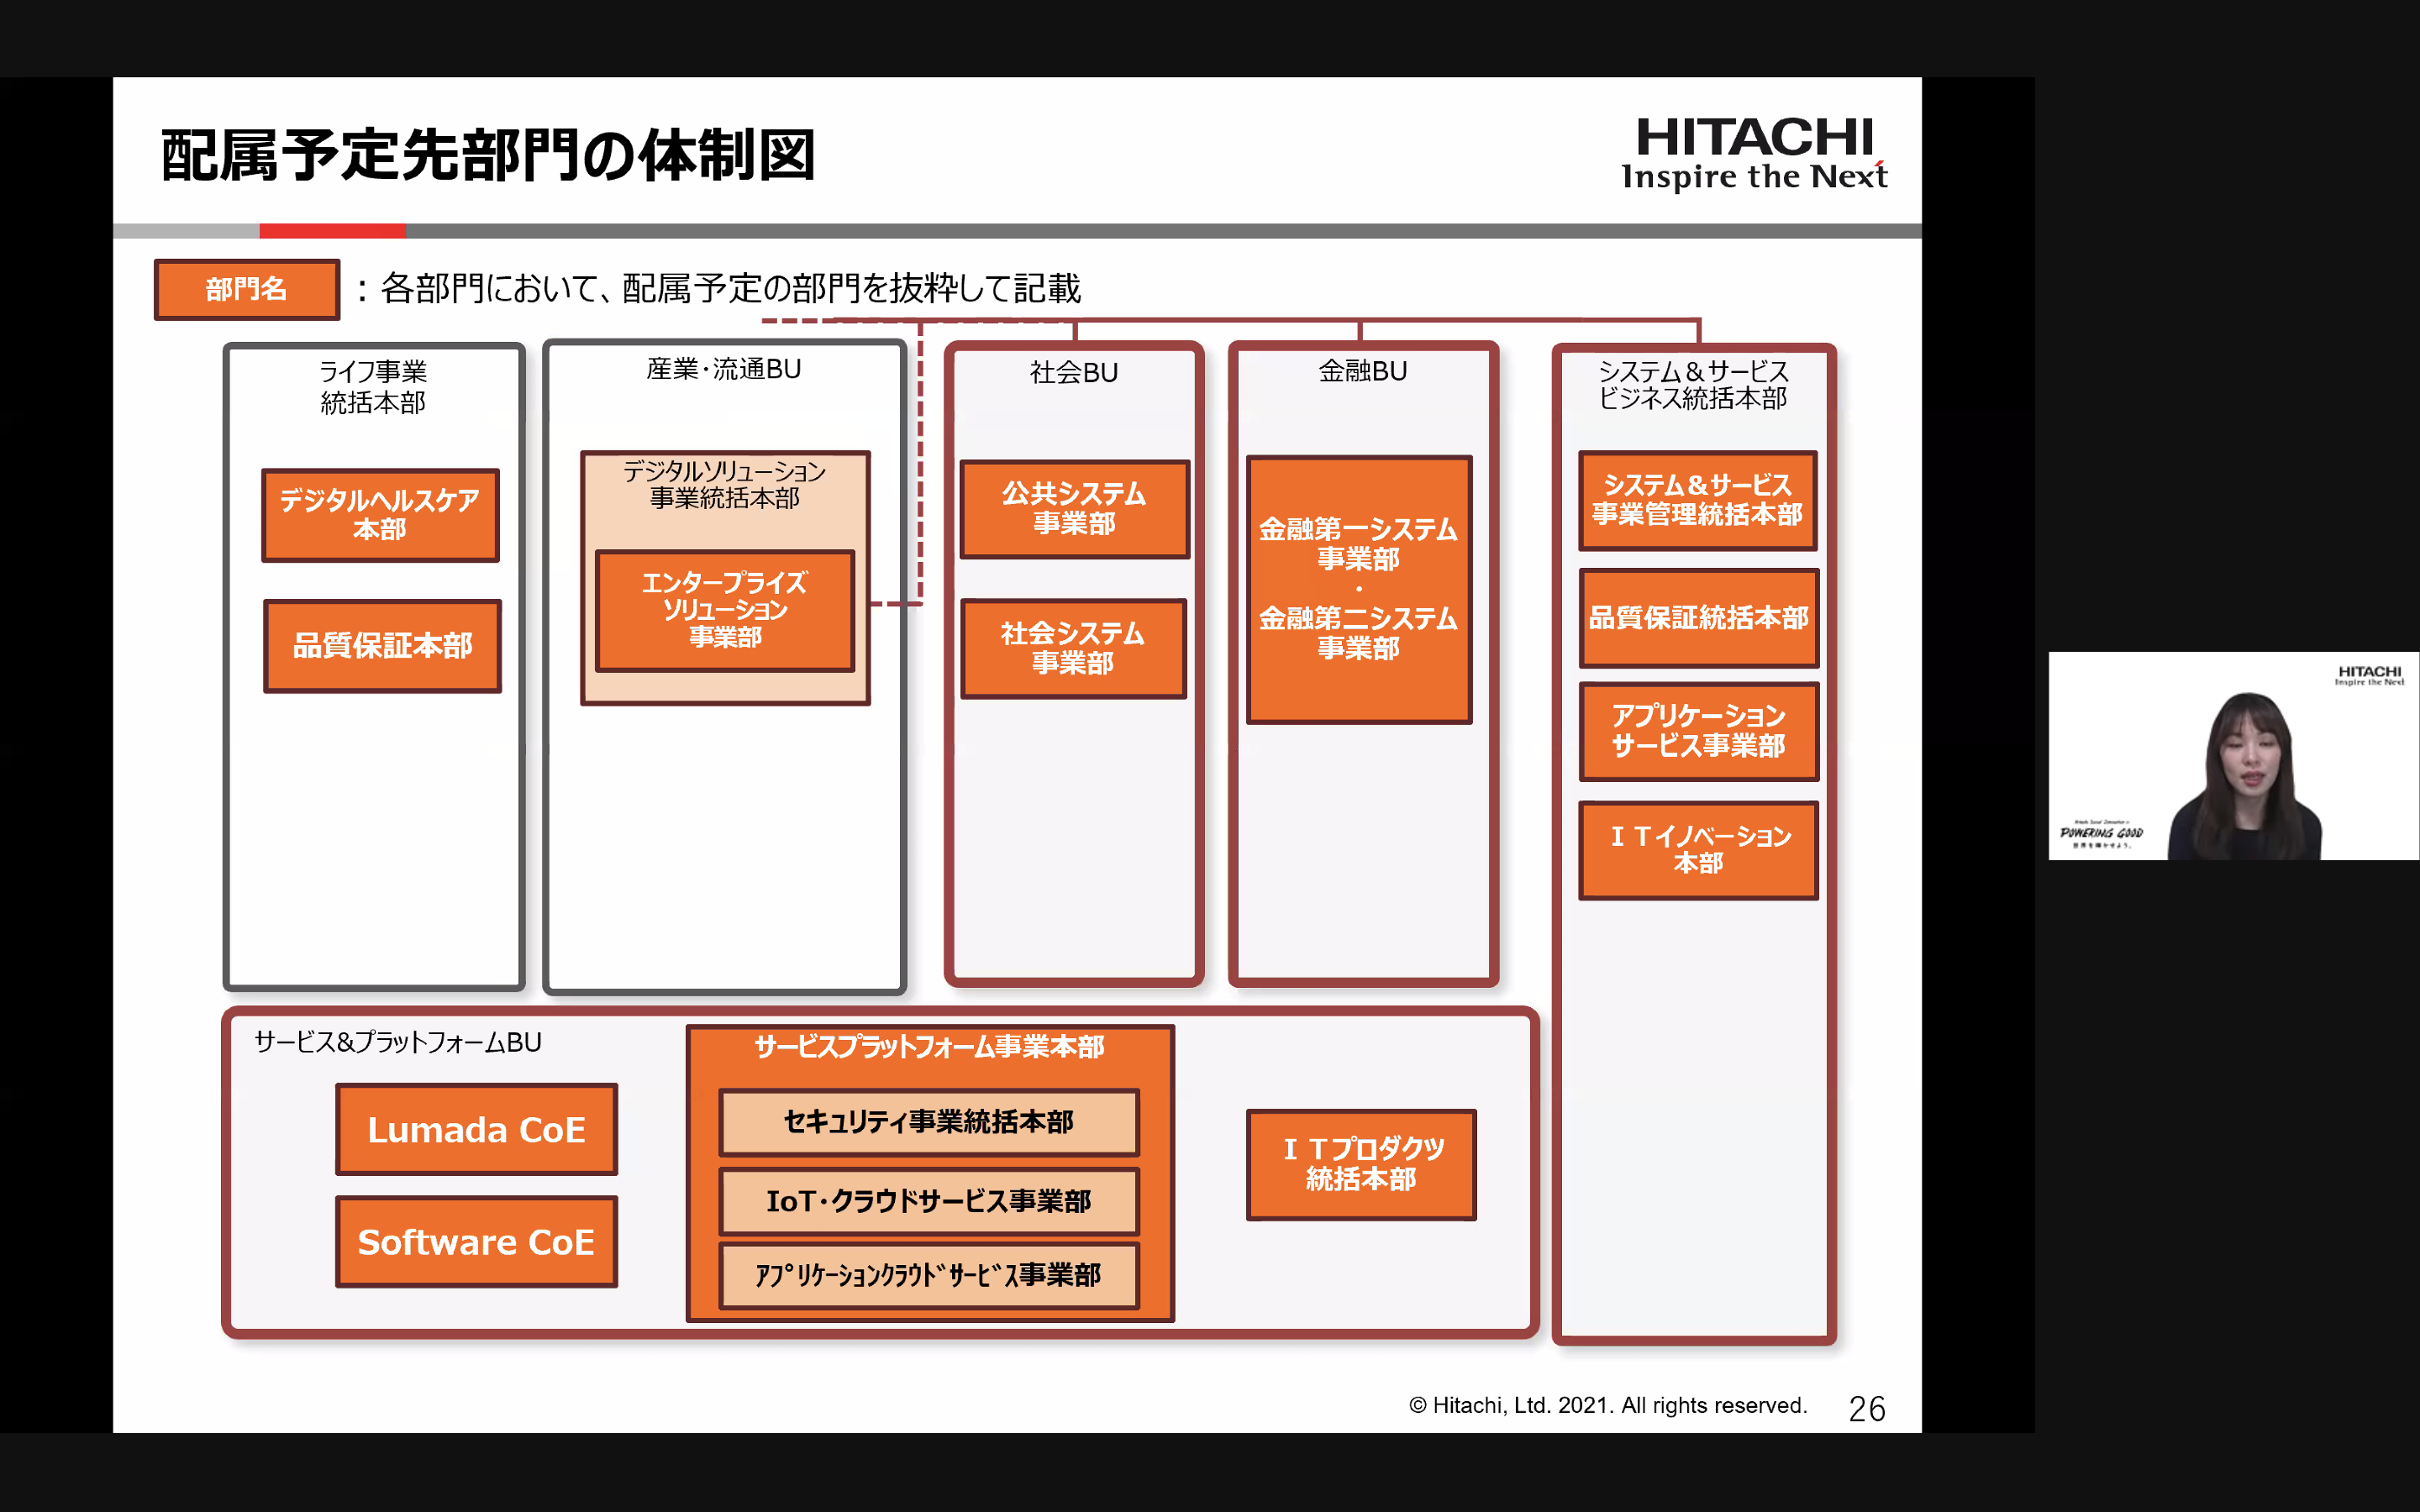 配属予定先部門の体制図
HITACHI
Inspire the Next
部門名
：各部門において、配属予定の部門を抜粋して記載
ライフ事業
統括本部
デジタルヘルスケア
本部
品質保証本部
産業・流通BU
デジタルソリューション
事業統括本部
エンタープライズ
ソリューション
事業部
社会BU
公共システム
事業部
社会システム
事業部
金融BU
金融第一システム
事業部
・
金融第二システム
事業部
システム＆サービス
ビジネス統括本部
システム＆サービス
事業管理統括本部
品質保証統括本部
アプリケーション
サービス事業部
ＩＴイノベーション
本部
サービス&プラットフォームBU
Lumada CoE
Software CoE
サービスプラットフォーム事業本部
セキュリティ事業統括本部
IoT・クラウドサービス事業部
ｱﾌﾟﾘｹｰｼｮﾝｸﾗｳﾄﾞｻｰﾋﾞｽ事業部
ＩＴプロダクツ
統括本部
© Hitachi, Ltd. 2021. All rights reserved.
26
HITACHI
Inspire the Next
POWERING GOOD
世界を輝かせよう。